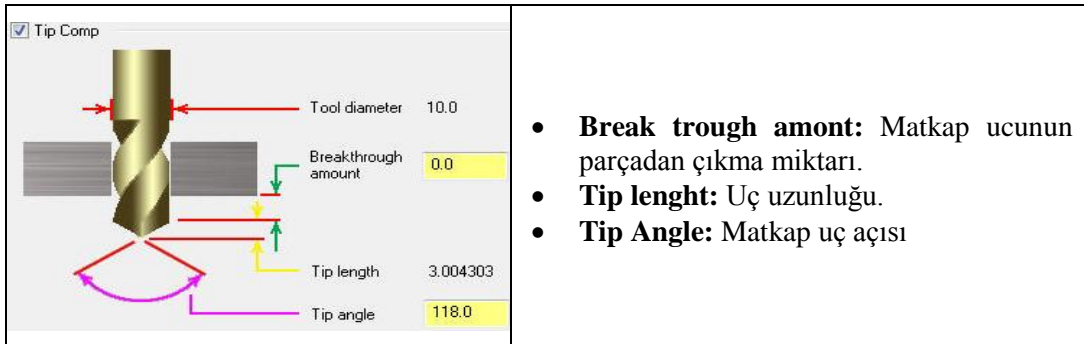 Tip Comp
Tool diameter 10.0
Breakthrough
amount 0.0
Tip length 3.004303
Tip angle 118.0
• Break trough amont: Matkap ucunun
parçadan çıkma miktarı.
• Tip lenght: Uç uzunluğu.
• Tip Angle: Matkap uç açısı